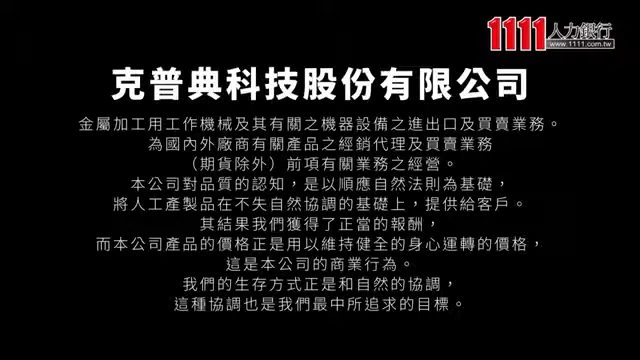 1111人力銀行
www.1111.com.tw
克普典科技股份有限公司
金屬加工用工作機械及其有關之機器設備之進出口及買賣業務。
為國內外廠商有關產品之經銷代理及買賣業務
（期貨除外）前項有關業務之經營。
本公司對品質的認知，是以順應自然法則為基礎，
將人工產製品在不失自然協調的基礎上，提供給客戶。
其結果我們獲得了正當的報酬，
而本公司產品的價格正是用以維持健全的身心運轉的價格，
這是本公司的商業行為。
我們的生存方式正是和自然的協調，
這種協調也是我們最中所追求的目標。